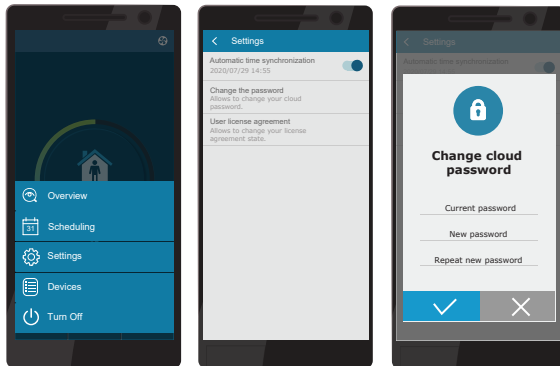 Overview
31
Scheduling
Settings
Devices
Turn Off
Settings
Automatic time synchronization
2020/07/29 14:55
Change the password
Allows to change your cloud
password.
User license agreement
Allows to change your license
agreement state.
Settings
Automatic time synchronization
Change cloud
password
Current password
New password
Repeat new password